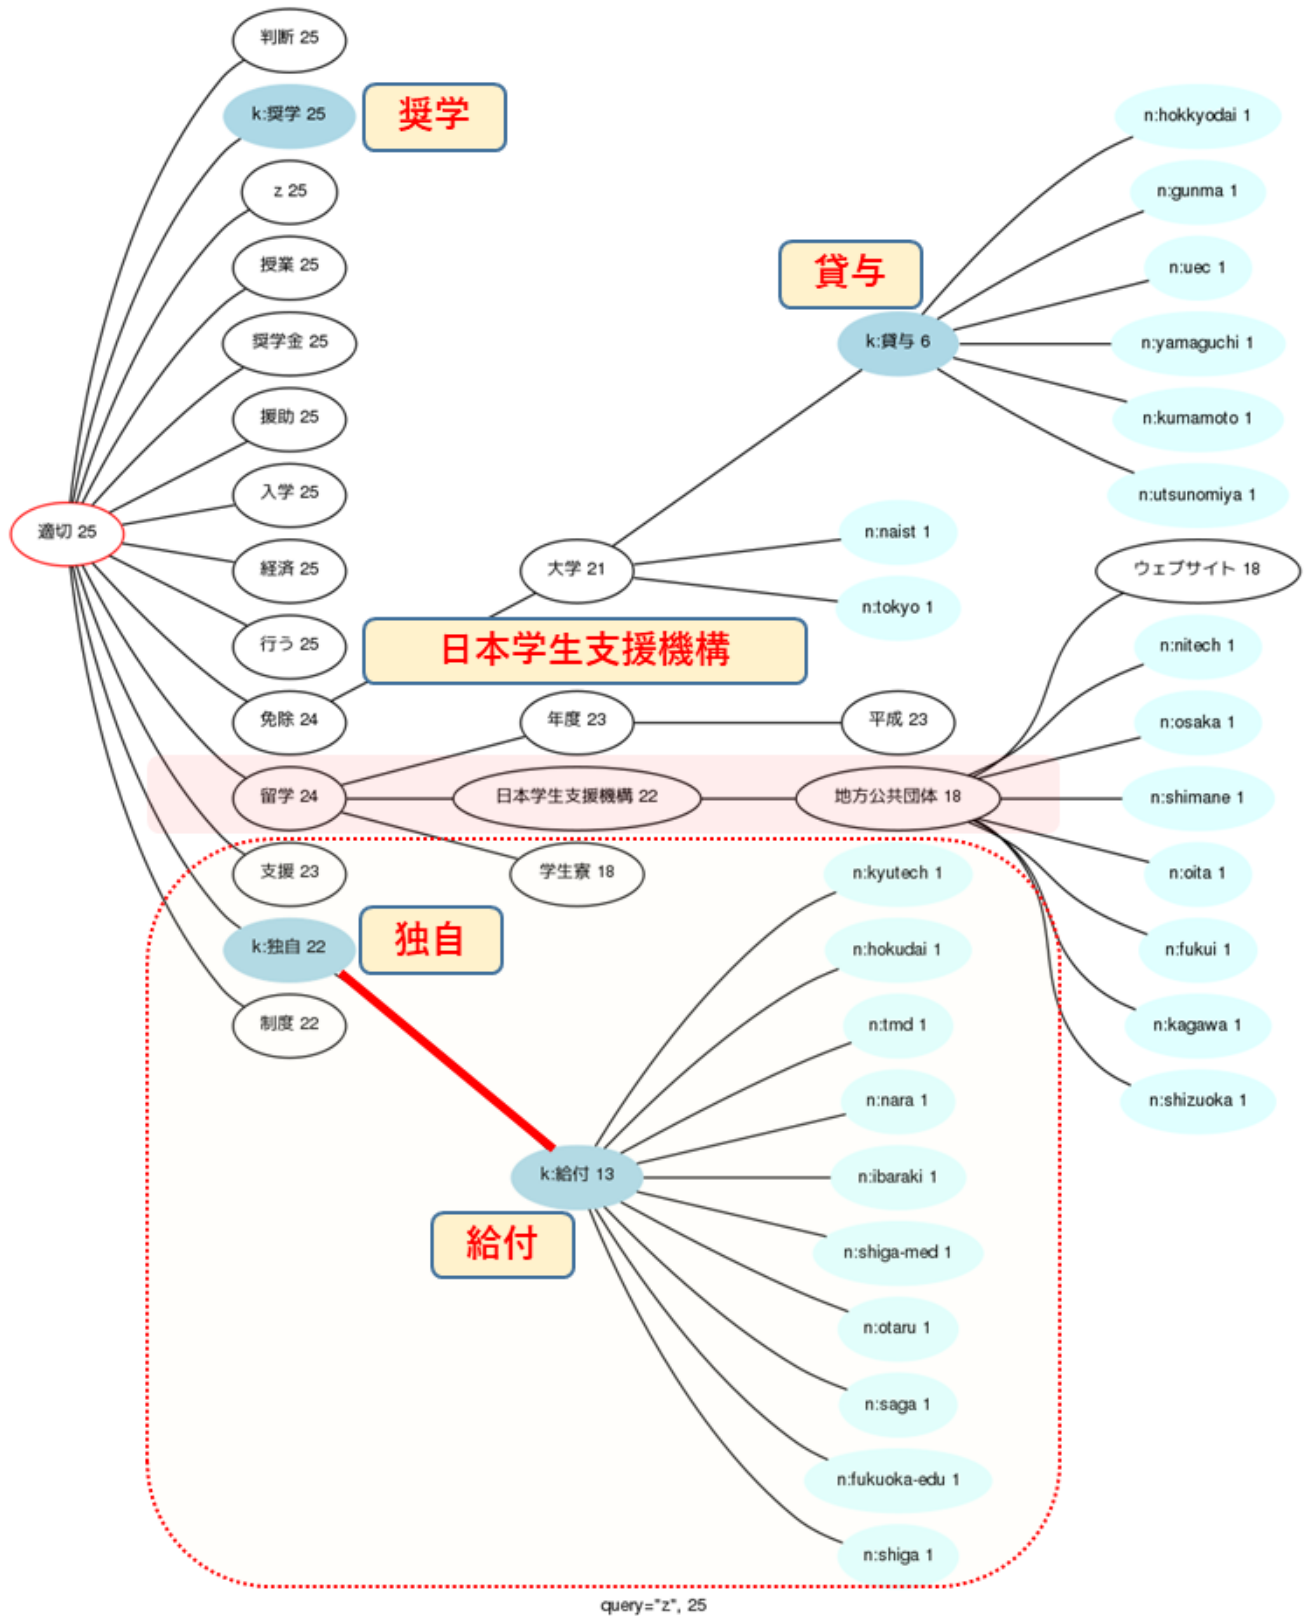 判断 25
k:奨学 25
奨学
z 25
授業 25
奨学金 25
援助 25
入学 25
適切 25
経済 25
行う 25
免除 24
留学 24
支援 23
k:独自 22
独自
制度 22
大学 21
日本学生支援機構
年度 23
日本学生支援機構 22
学生寮 18
k:給付 13
給付
貸与
k:貸与 6
n:naist 1
n:tokyo 1
平成 23
地方公共団体 18
n:kyutech 1
n:hokudai 1
n:tmd 1
n:nara 1
n:ibaraki 1
n:shiga-med 1
n:otaru 1
n:saga 1
n:fukuoka-edu 1
n:shiga 1
n:hokkyodai 1
n:gunma 1
n:uec 1
n:yamaguchi 1
n:kumamoto 1
n:utsunomiya 1
ウェブサイト 18
n:nitech 1
n:osaka 1
n:shimane 1
n:oita 1
n:fukui 1
n:kagawa 1
n:shizuoka 1
query="z", 25